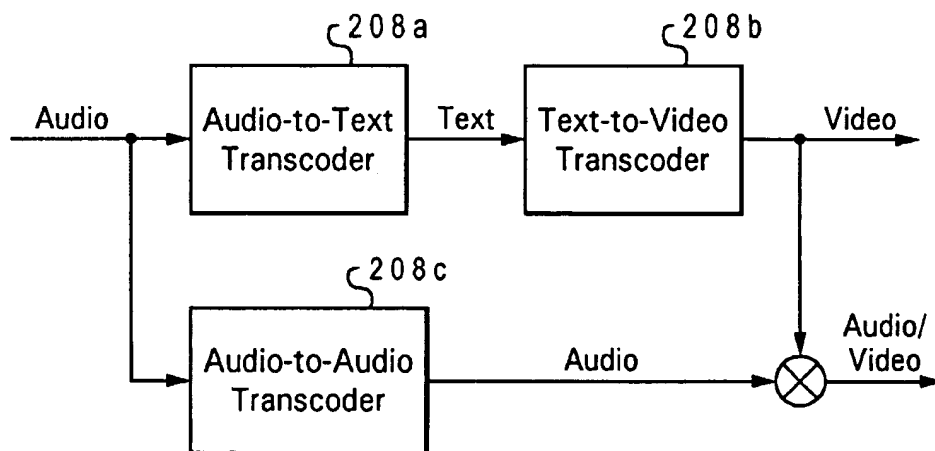 208a
208b
Audio
Audio-to-Text
Transcoder
Text
Text-to-Video
Transcoder
Video
208c
Audio-to-Audio
Transcoder
Audio
Audio/
Video